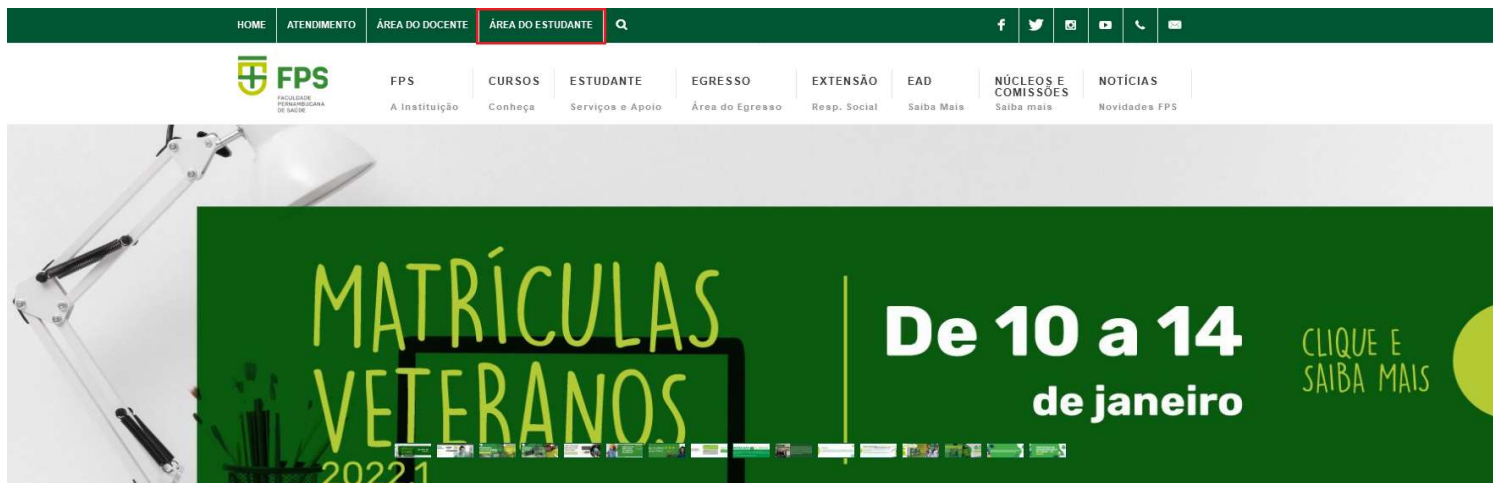 HOME ATENDIMENTO ÁREA DO DOCENTE ÁREA DO ESTUDANTE
FPS
FACULDADE
PERNAMBUCANA
DE SAÚDE
FPS CURSOS ESTUDANTE EGRESSO EXTENSÃO EAD NÚCLEOS E COMISSÕES NOTÍCIAS
A Instituição Conheça Serviços e Apoio Área do Egresso Resp. Social Saiba Mais Saiba mais Novidades FPS
MATRÍCULAS
VETERANOS
2022.1
De 10 a 14
de janeiro
CLIQUE E
SAIBA MAIS